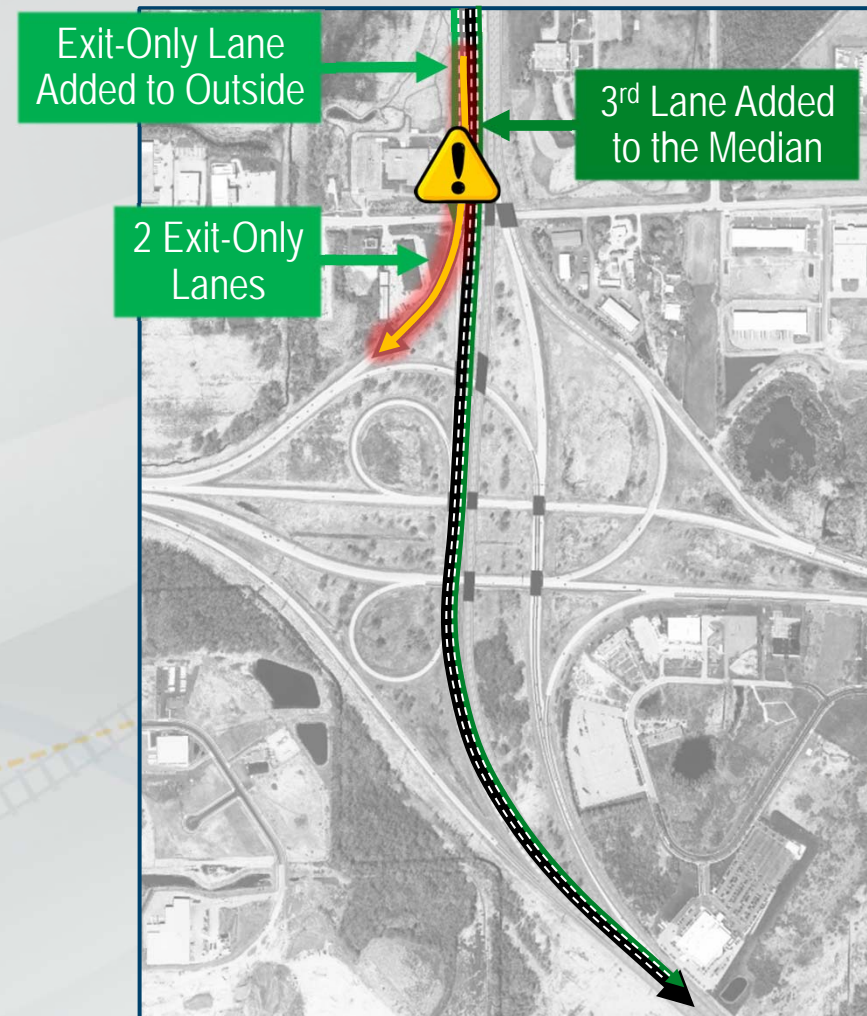 Exit-Only Lane
Added to Outside
3rd Lane Added
to the Median
2 Exit-Only
Lanes